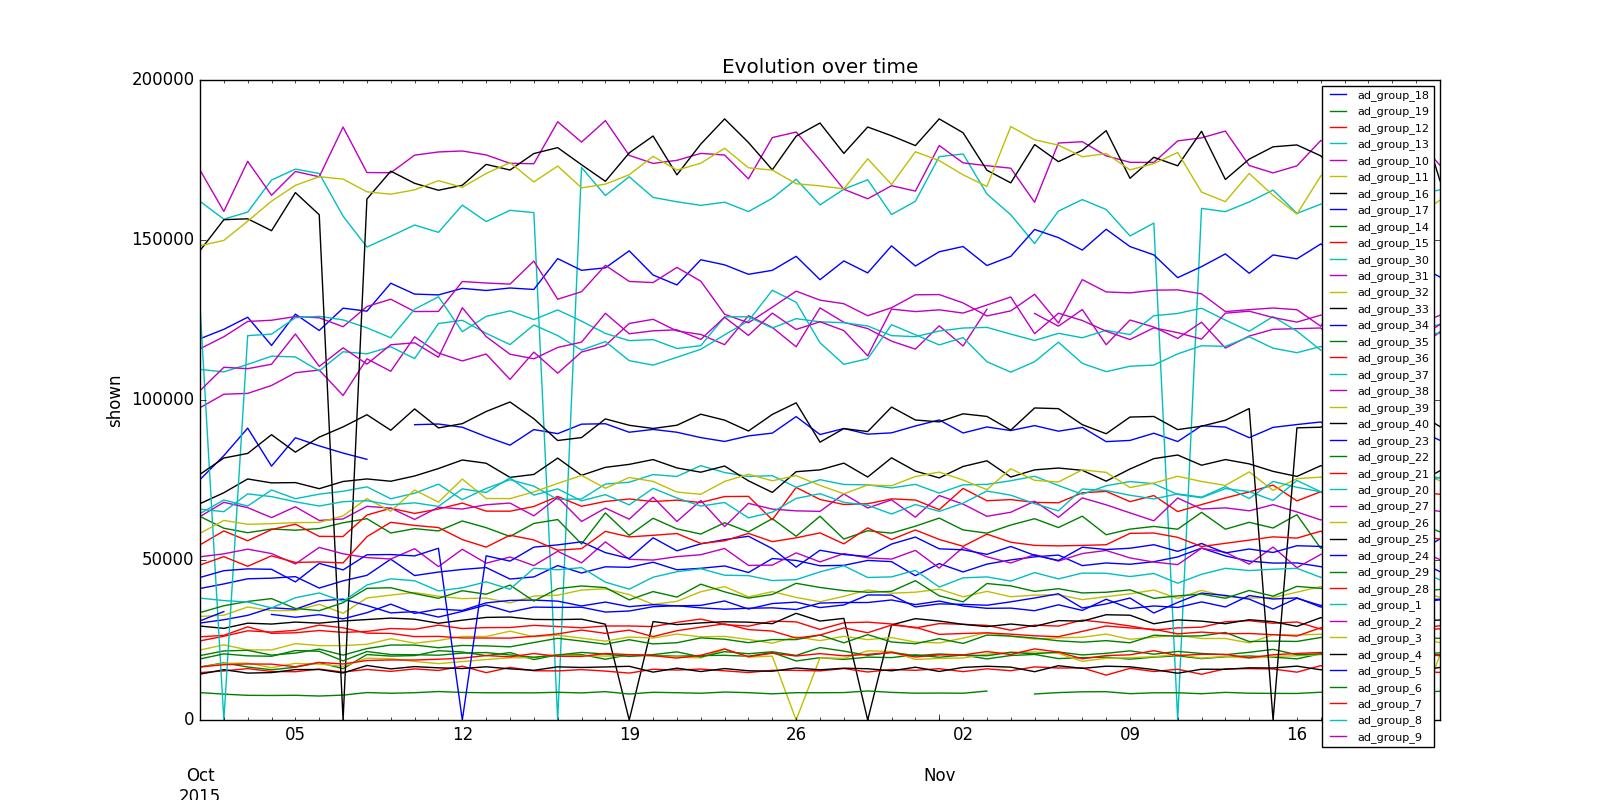 Evolution over time
200000
150000
100000
50000
0
shown
05
12
19
26
02
09
16
Oct
2015
Nov
ad_group_18
ad_group_19
ad_group_12
ad_group_13
ad_group_10
ad_group_11
ad_group_16
ad_group_17
ad_group_14
ad_group_15
ad_group_30
ad_group_31
ad_group_32
ad_group_33
ad_group_34
ad_group_35
ad_group_36
ad_group_37
ad_group_38
ad_group_39
ad_group_40
ad_group_23
ad_group_22
ad_group_21
ad_group_20
ad_group_27
ad_group_26
ad_group_25
ad_group_24
ad_group_29
ad_group_28
ad_group_1
ad_group_2
ad_group_3
ad_group_4
ad_group_5
ad_group_6
ad_group_7
ad_group_8
ad_group_9